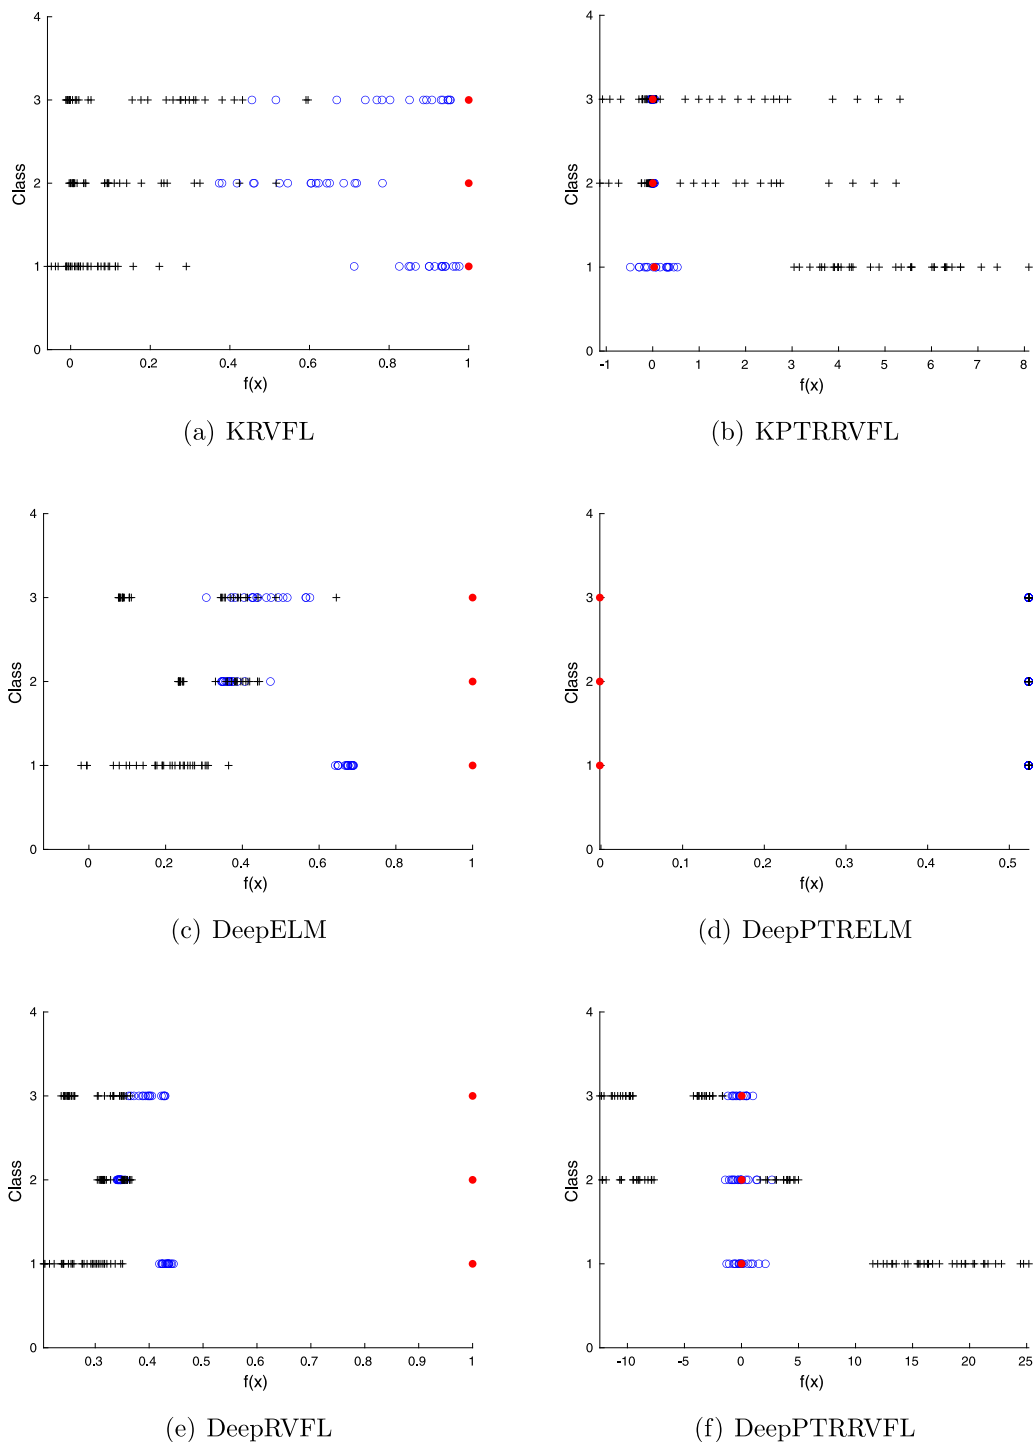 4
3
2
1
0
Class
0 0.2 0.4 0.6 0.8 1
f(x)
(a) KRVFL
4
3
2
1
0
Class
-1 0 1 2 3 4 5 6 7 8
f(x)
(b) KPTRRVFL
4
3
2
1
0
Class
0 0.2 0.4 0.6 0.8 1
f(x)
(c) DeepELM
4
3
2
1
0
Class
0 0.1 0.2 0.3 0.4 0.5
f(x)
(d) DeepPTRELM
4
3
2
1
0
Class
0.3 0.4 0.5 0.6 0.7 0.8 0.9 1
f(x)
(e) DeepRVFL
4
3
2
1
0
Class
-10 -5 0 5 10 15 20 25
f(x)
(f) DeepPTRRVFL